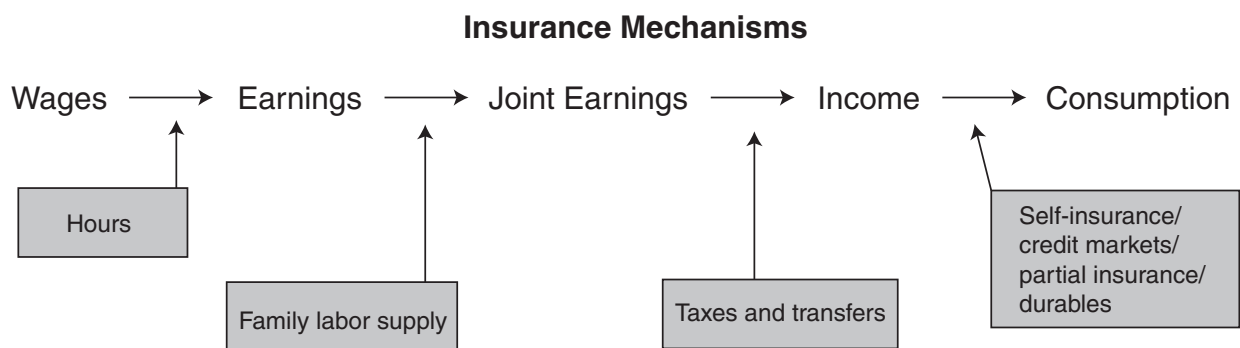 Insurance Mechanisms
Wages Earnings Joint Earnings Income Consumption
Hours
Family labor supply
Taxes and transfers
Self-insurance/
credit markets/
partial insurance/
durables